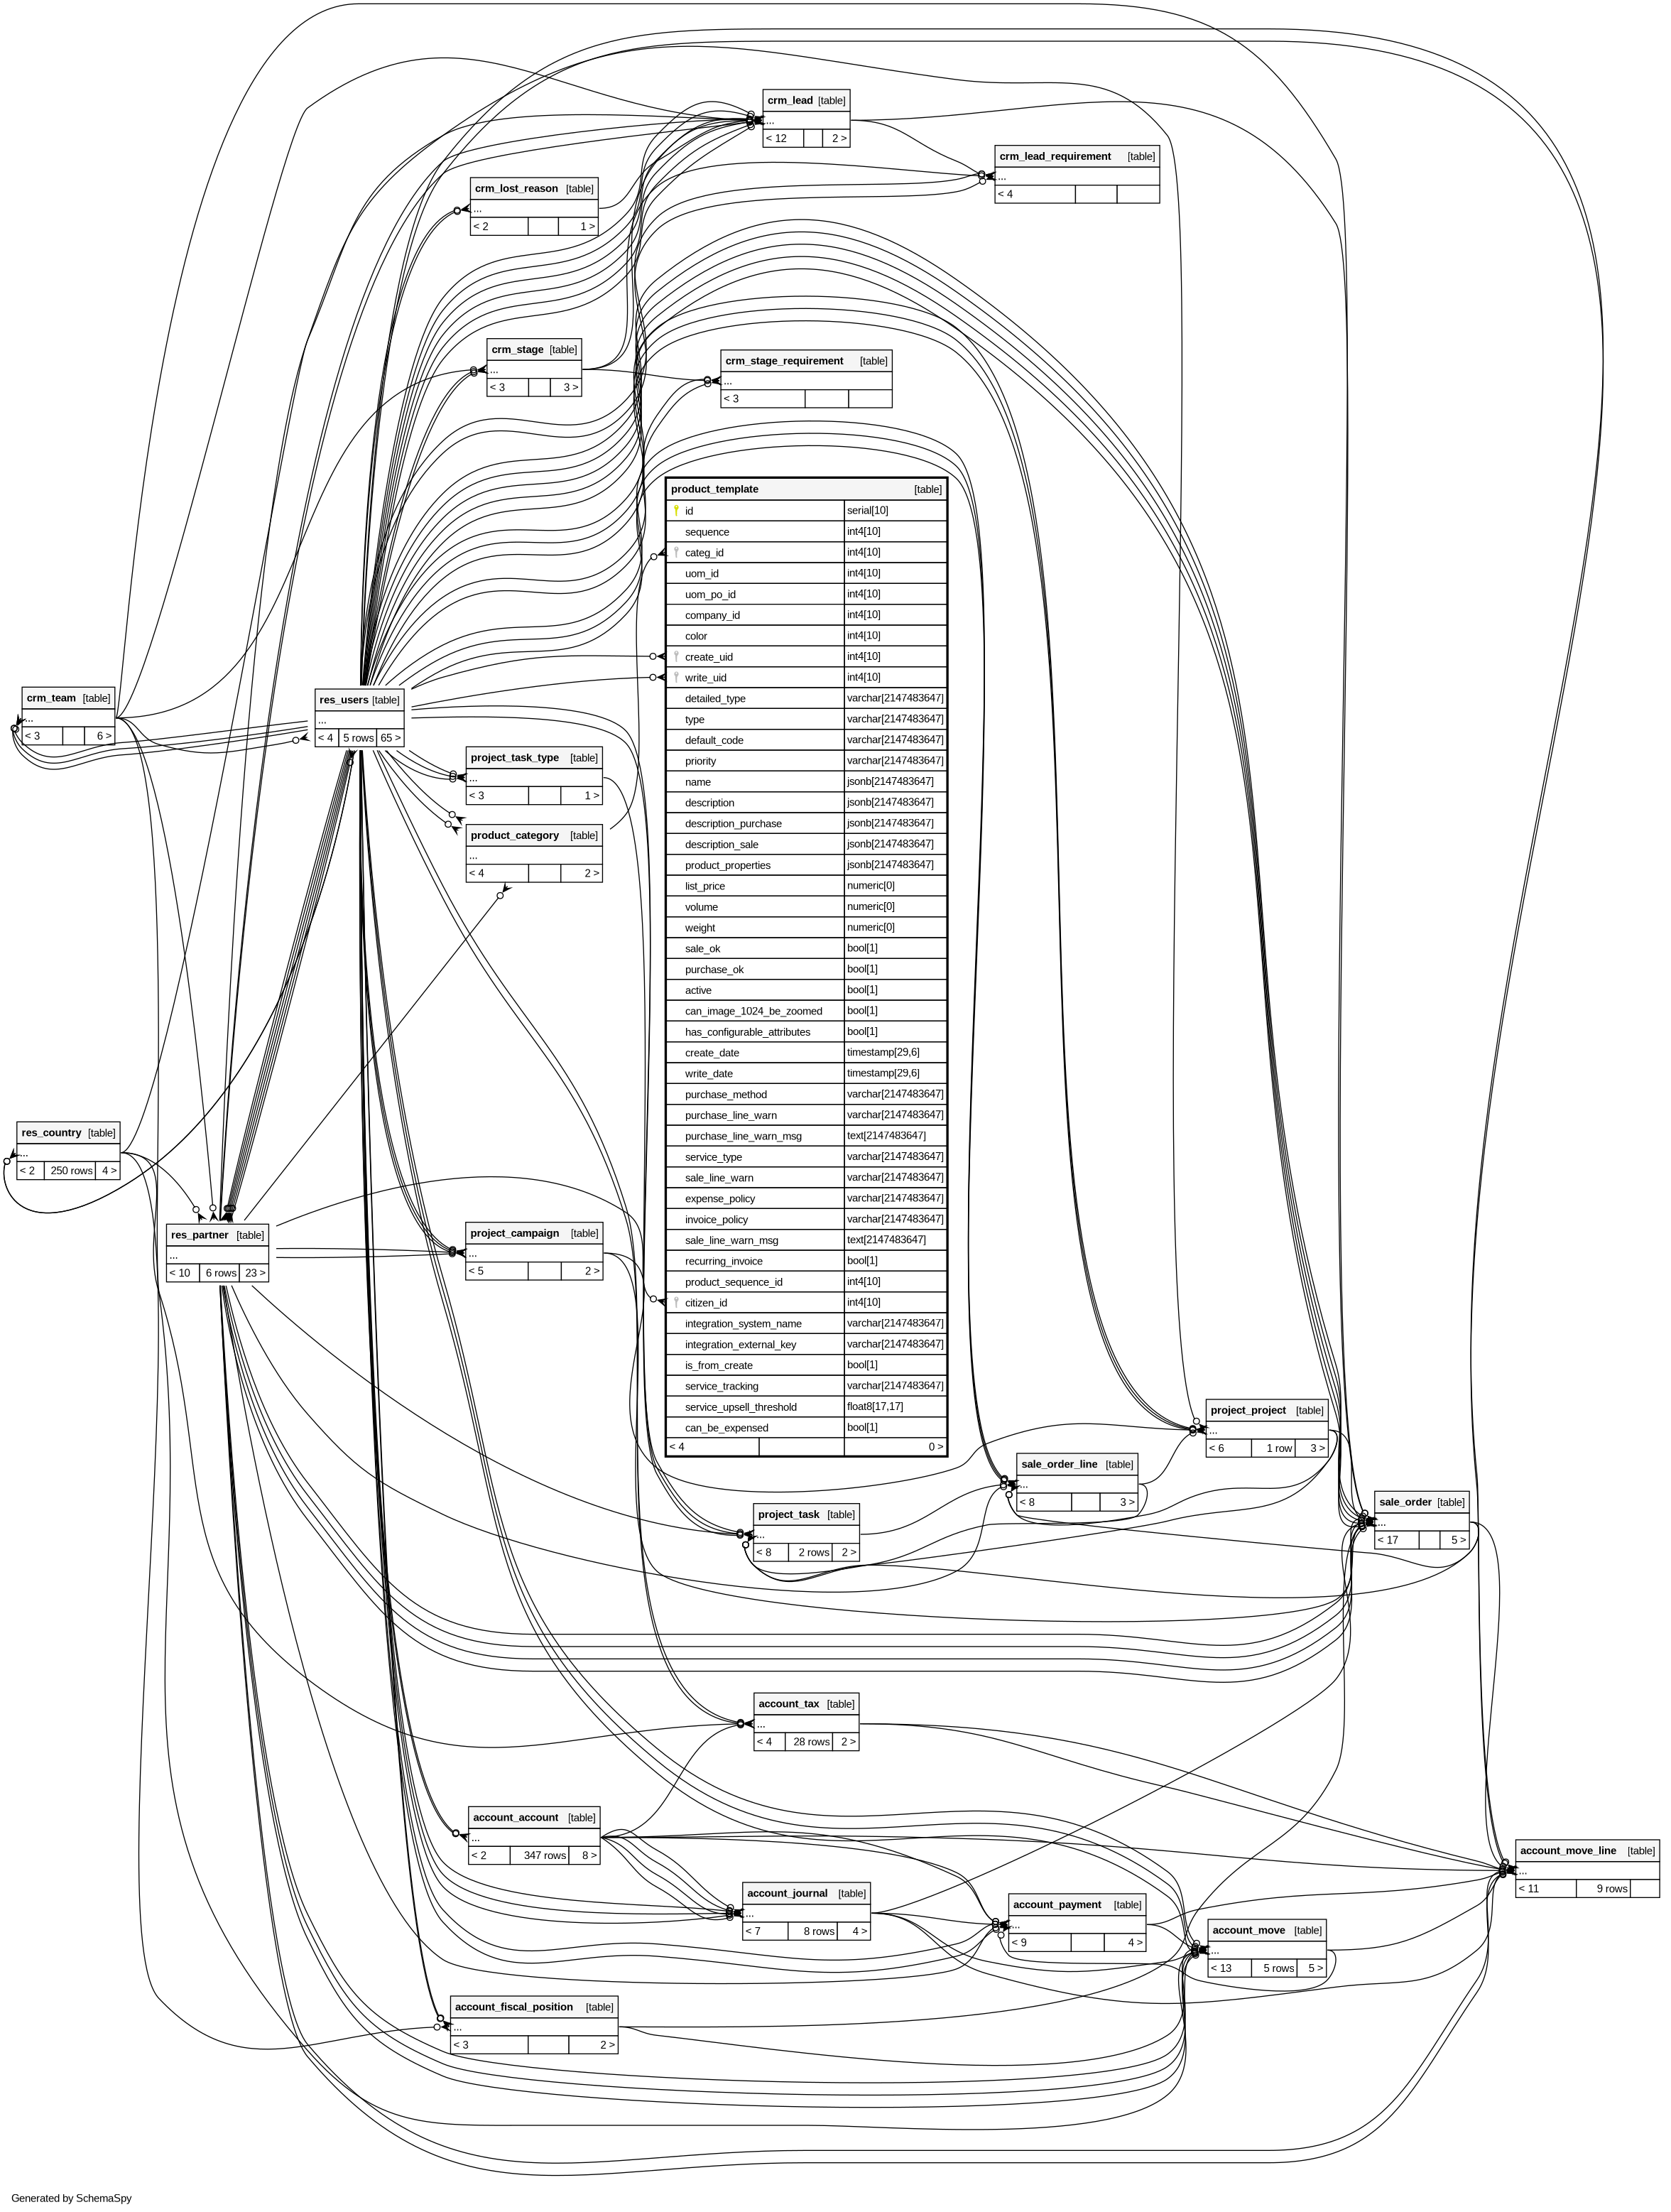 crm_lead [table]
...
< 12 2 >
crm_lead_requirement [table]
...
< 4
crm_lost_reason [table]
...
< 2 1 >
crm_stage [table]
...
< 3 3 >
crm_stage_requirement [table]
...
< 3
product_template [table]
id serial[10]
sequence int4[10]
categ_id int4[10]
uom_id int4[10]
uom_po_id int4[10]
company_id int4[10]
color int4[10]
create_uid int4[10]
write_uid int4[10]
detailed_type varchar[2147483647]
type varchar[2147483647]
default_code varchar[2147483647]
priority varchar[2147483647]
name jsonb[2147483647]
description jsonb[2147483647]
description_purchase jsonb[2147483647]
description_sale jsonb[2147483647]
product_properties jsonb[2147483647]
list_price numeric[0]
volume numeric[0]
weight numeric[0]
sale_ok bool[1]
purchase_ok bool[1]
active bool[1]
can_image_1024_be_zoomed bool[1]
has_configurable_attributes bool[1]
create_date timestamp[29,6]
write_date timestamp[29,6]
purchase_method varchar[2147483647]
purchase_line_warn varchar[2147483647]
purchase_line_warn_msg text[2147483647]
service_type varchar[2147483647]
sale_line_warn varchar[2147483647]
expense_policy varchar[2147483647]
invoice_policy varchar[2147483647]
sale_line_warn_msg text[2147483647]
recurring_invoice bool[1]
product_sequence_id int4[10]
citizen_id int4[10]
integration_system_name varchar[2147483647]
integration_external_key varchar[2147483647]
is_from_create bool[1]
service_tracking varchar[2147483647]
service_upsell_threshold float8[17,17]
can_be_expensed bool[1]
< 4 0 >
crm_team [table]
...
< 3 6 >
res_users [table]
...
< 4 5 rows 65 >
project_task_type [table]
...
< 3 1 >
product_category [table]
...
< 4 2 >
res_country [table]
...
< 2 250 rows 4 >
res_partner [table]
...
< 10 6 rows 23 >
project_campaign [table]
...
< 5 2 >
project_project [table]
...
< 6 1 row 3 >
sale_order_line [table]
...
< 8 3 >
sale_order [table]
...
< 17 5 >
project_task [table]
...
< 8 2 rows 2 >
account_tax [table]
...
< 4 28 rows 2 >
account_account [table]
...
< 2 347 rows 8 >
account_move_line [table]
...
< 11 9 rows
account_journal [table]
...
< 7 8 rows 4 >
account_payment [table]
...
< 9 4 >
account_move [table]
...
< 13 5 rows 5 >
account_fiscal_position [table]
...
< 3 2 >
Generated by SchemaSpy